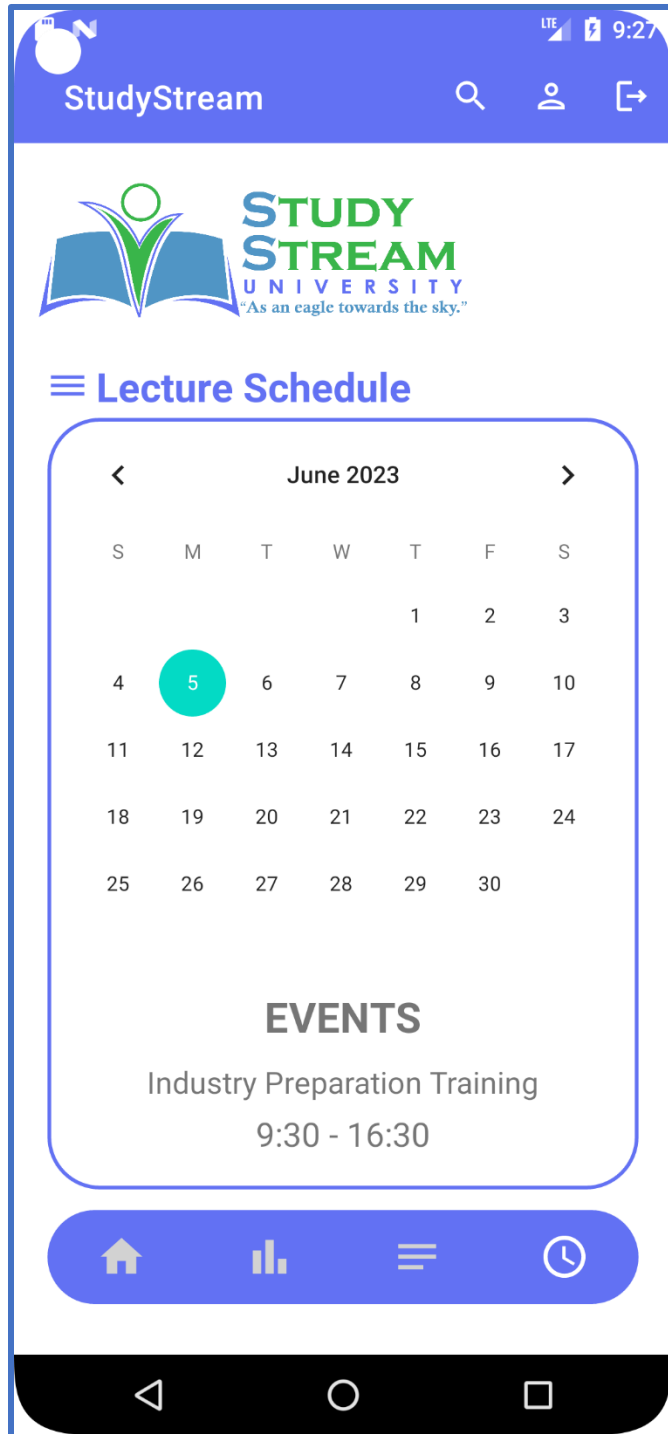 LTE 9:27
StudyStream
STUDY
STREAM
UNIVERSITY
“As an eagle towards the sky.”
Lecture Schedule
June 2023
S M T W T F S
1 2 3
4 5 6 7 8 9 10
11 12 13 14 15 16 17
18 19 20 21 22 23 24
25 26 27 28 29 30
EVENTS
Industry Preparation Training
9:30 - 16:30